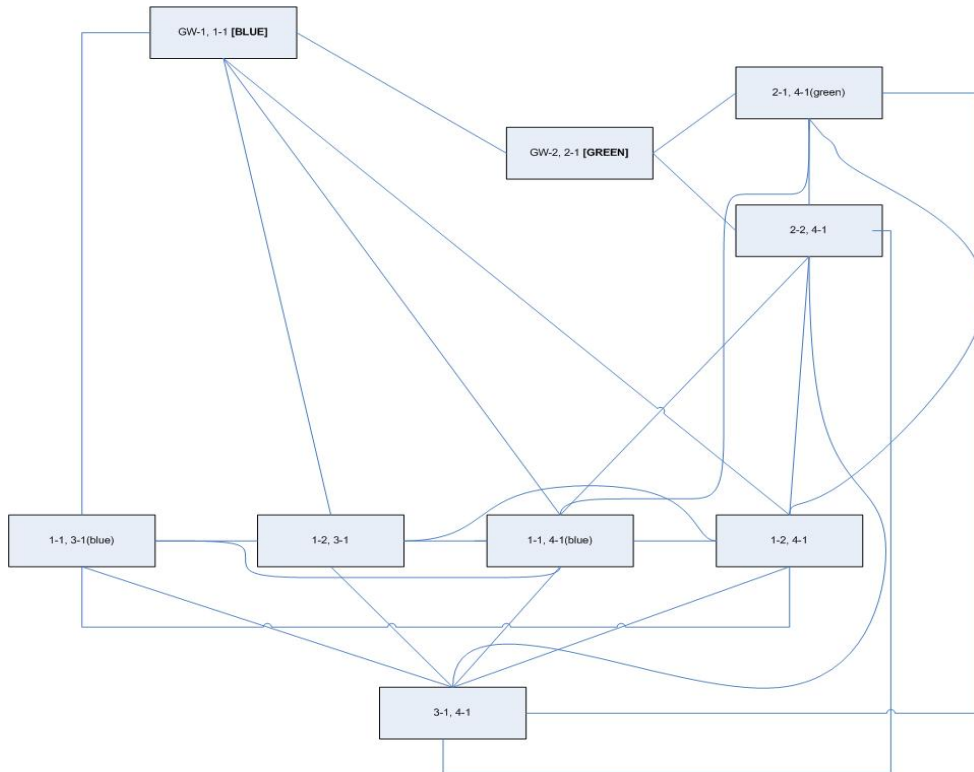 GW-1, 1-1 [BLUE]
2-1, 4-1(green)
GW-2, 2-1 [GREEN]
2-2, 4-1
1-1, 3-1(blue)
1-2, 3-1
1-1, 4-1(blue)
1-2, 4-1
3-1, 4-1